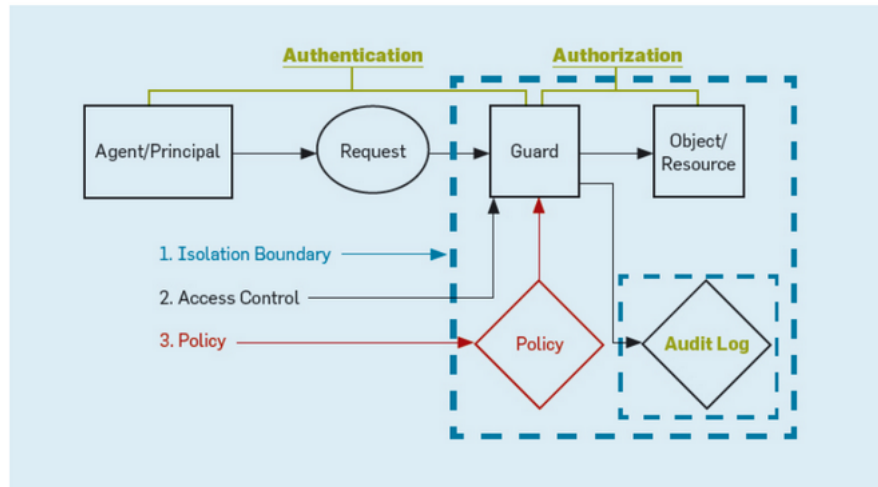 Authentication
Authorization
Agent/Principal
Request
Guard
Object/
Resource
1. Isolation Boundary
2. Access Control
3. Policy
Policy
Audit Log